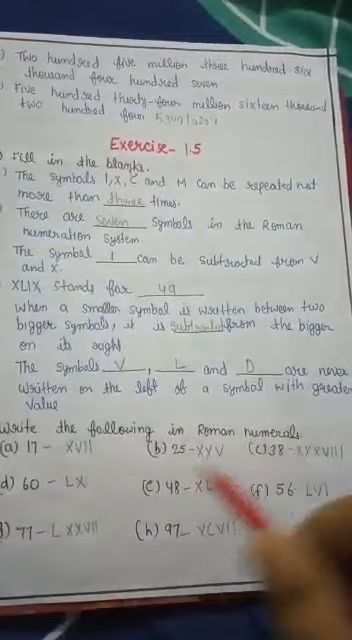 Two hundred five million three hundred six
thousand four hundred seven
Five hundred thirty-four million sixteen thousand
two hundred four
Exercise- 1.5
Fill in the blanks.
The symbols I, X, C and M can be repeated not
more than three times.
There are seven symbols in the Roman
numeration system.
The symbol I can be subtracted from V
and X.
XLIX stands for 49
When a smaller symbol is written between two
bigger symbols, it is subtracted from the bigger
on its right
The symbols V, L and D are never
written on the left of a symbol with greater
value
Write the following in Roman numerals.
(a) 17 - XVII (b) 25 - XXV (c) 38 - XXXVIII
(d) 60 - LX (e) 48 - XL (f) 56 LVI
77 - LXXVII (h) 97 - XCVII